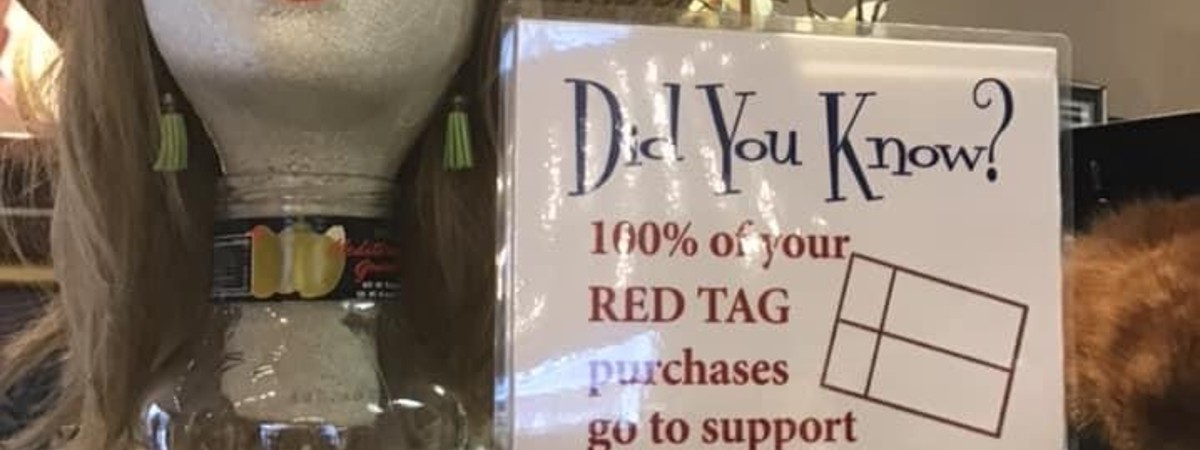 Did You Know?
100% of your
RED TAG
purchases
go to support